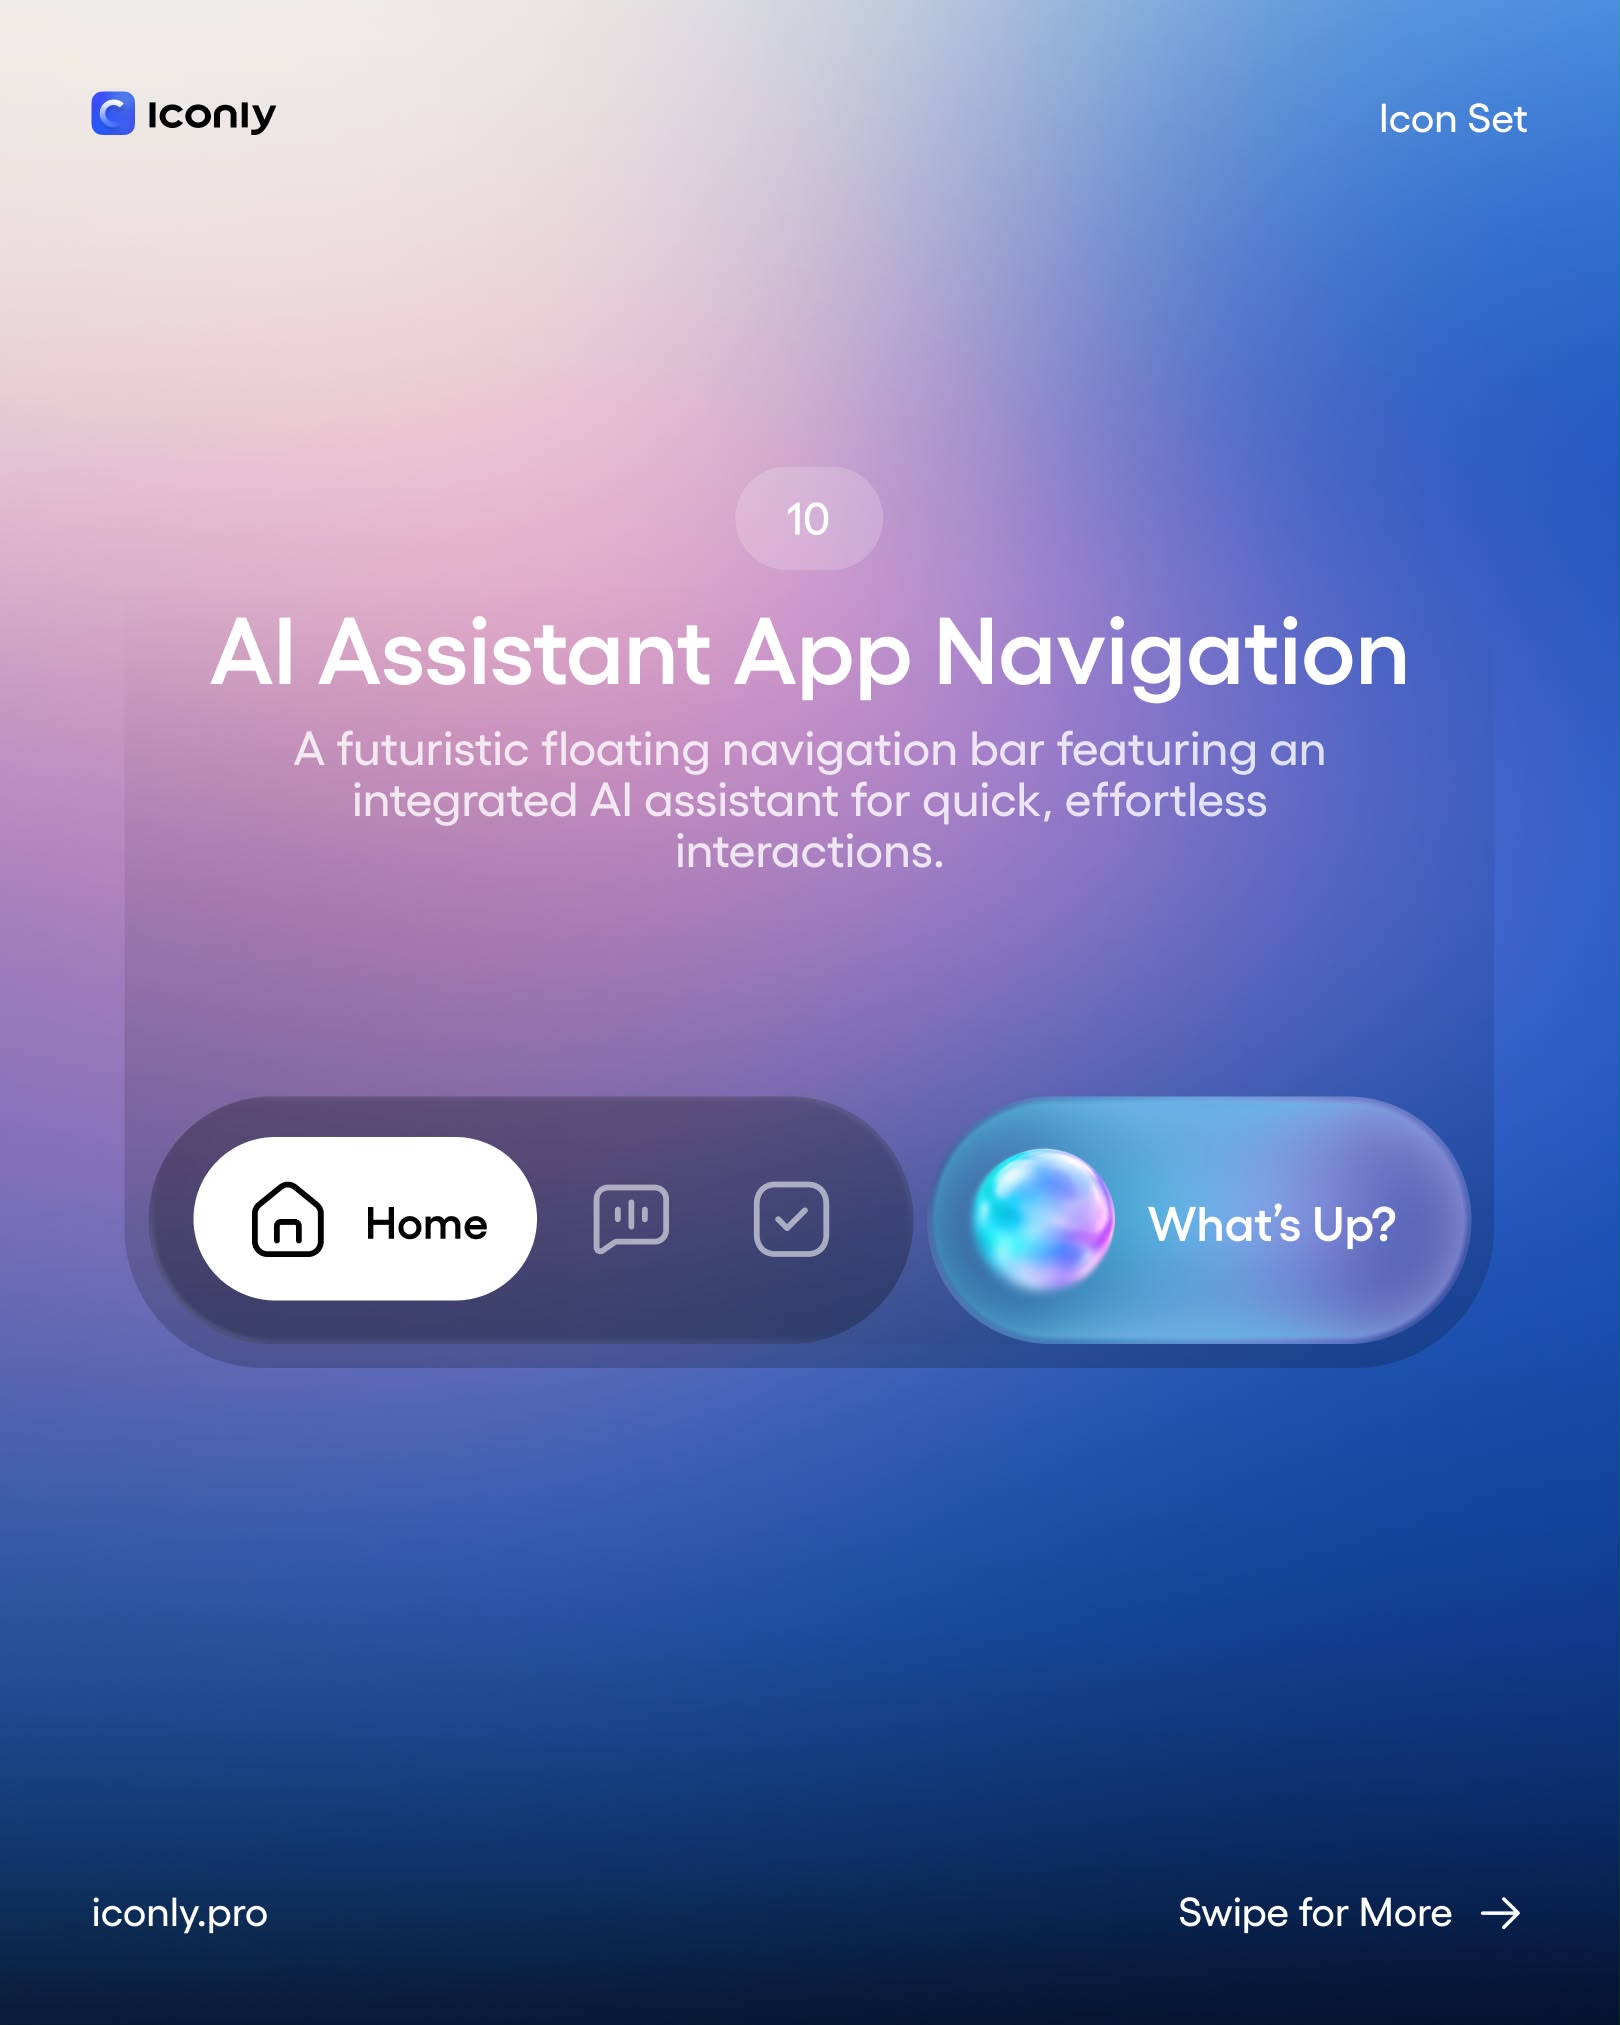 Iconly
Icon Set
10
AI Assistant App Navigation
A futuristic floating navigation bar featuring an
integrated AI assistant for quick, effortless
interactions.
Home
What’s Up?
iconly.pro
Swipe for More